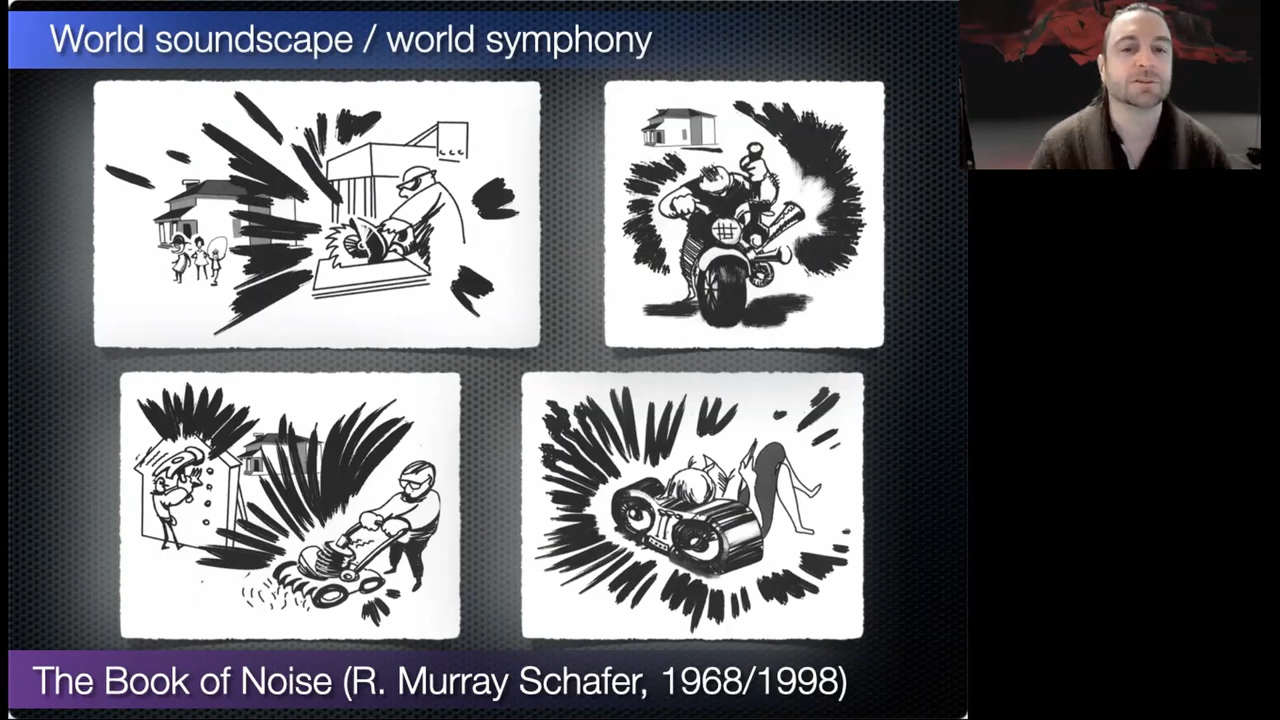 World soundscape / world symphony
The Book of Noise (R. Murray Schafer, 1968/1998)